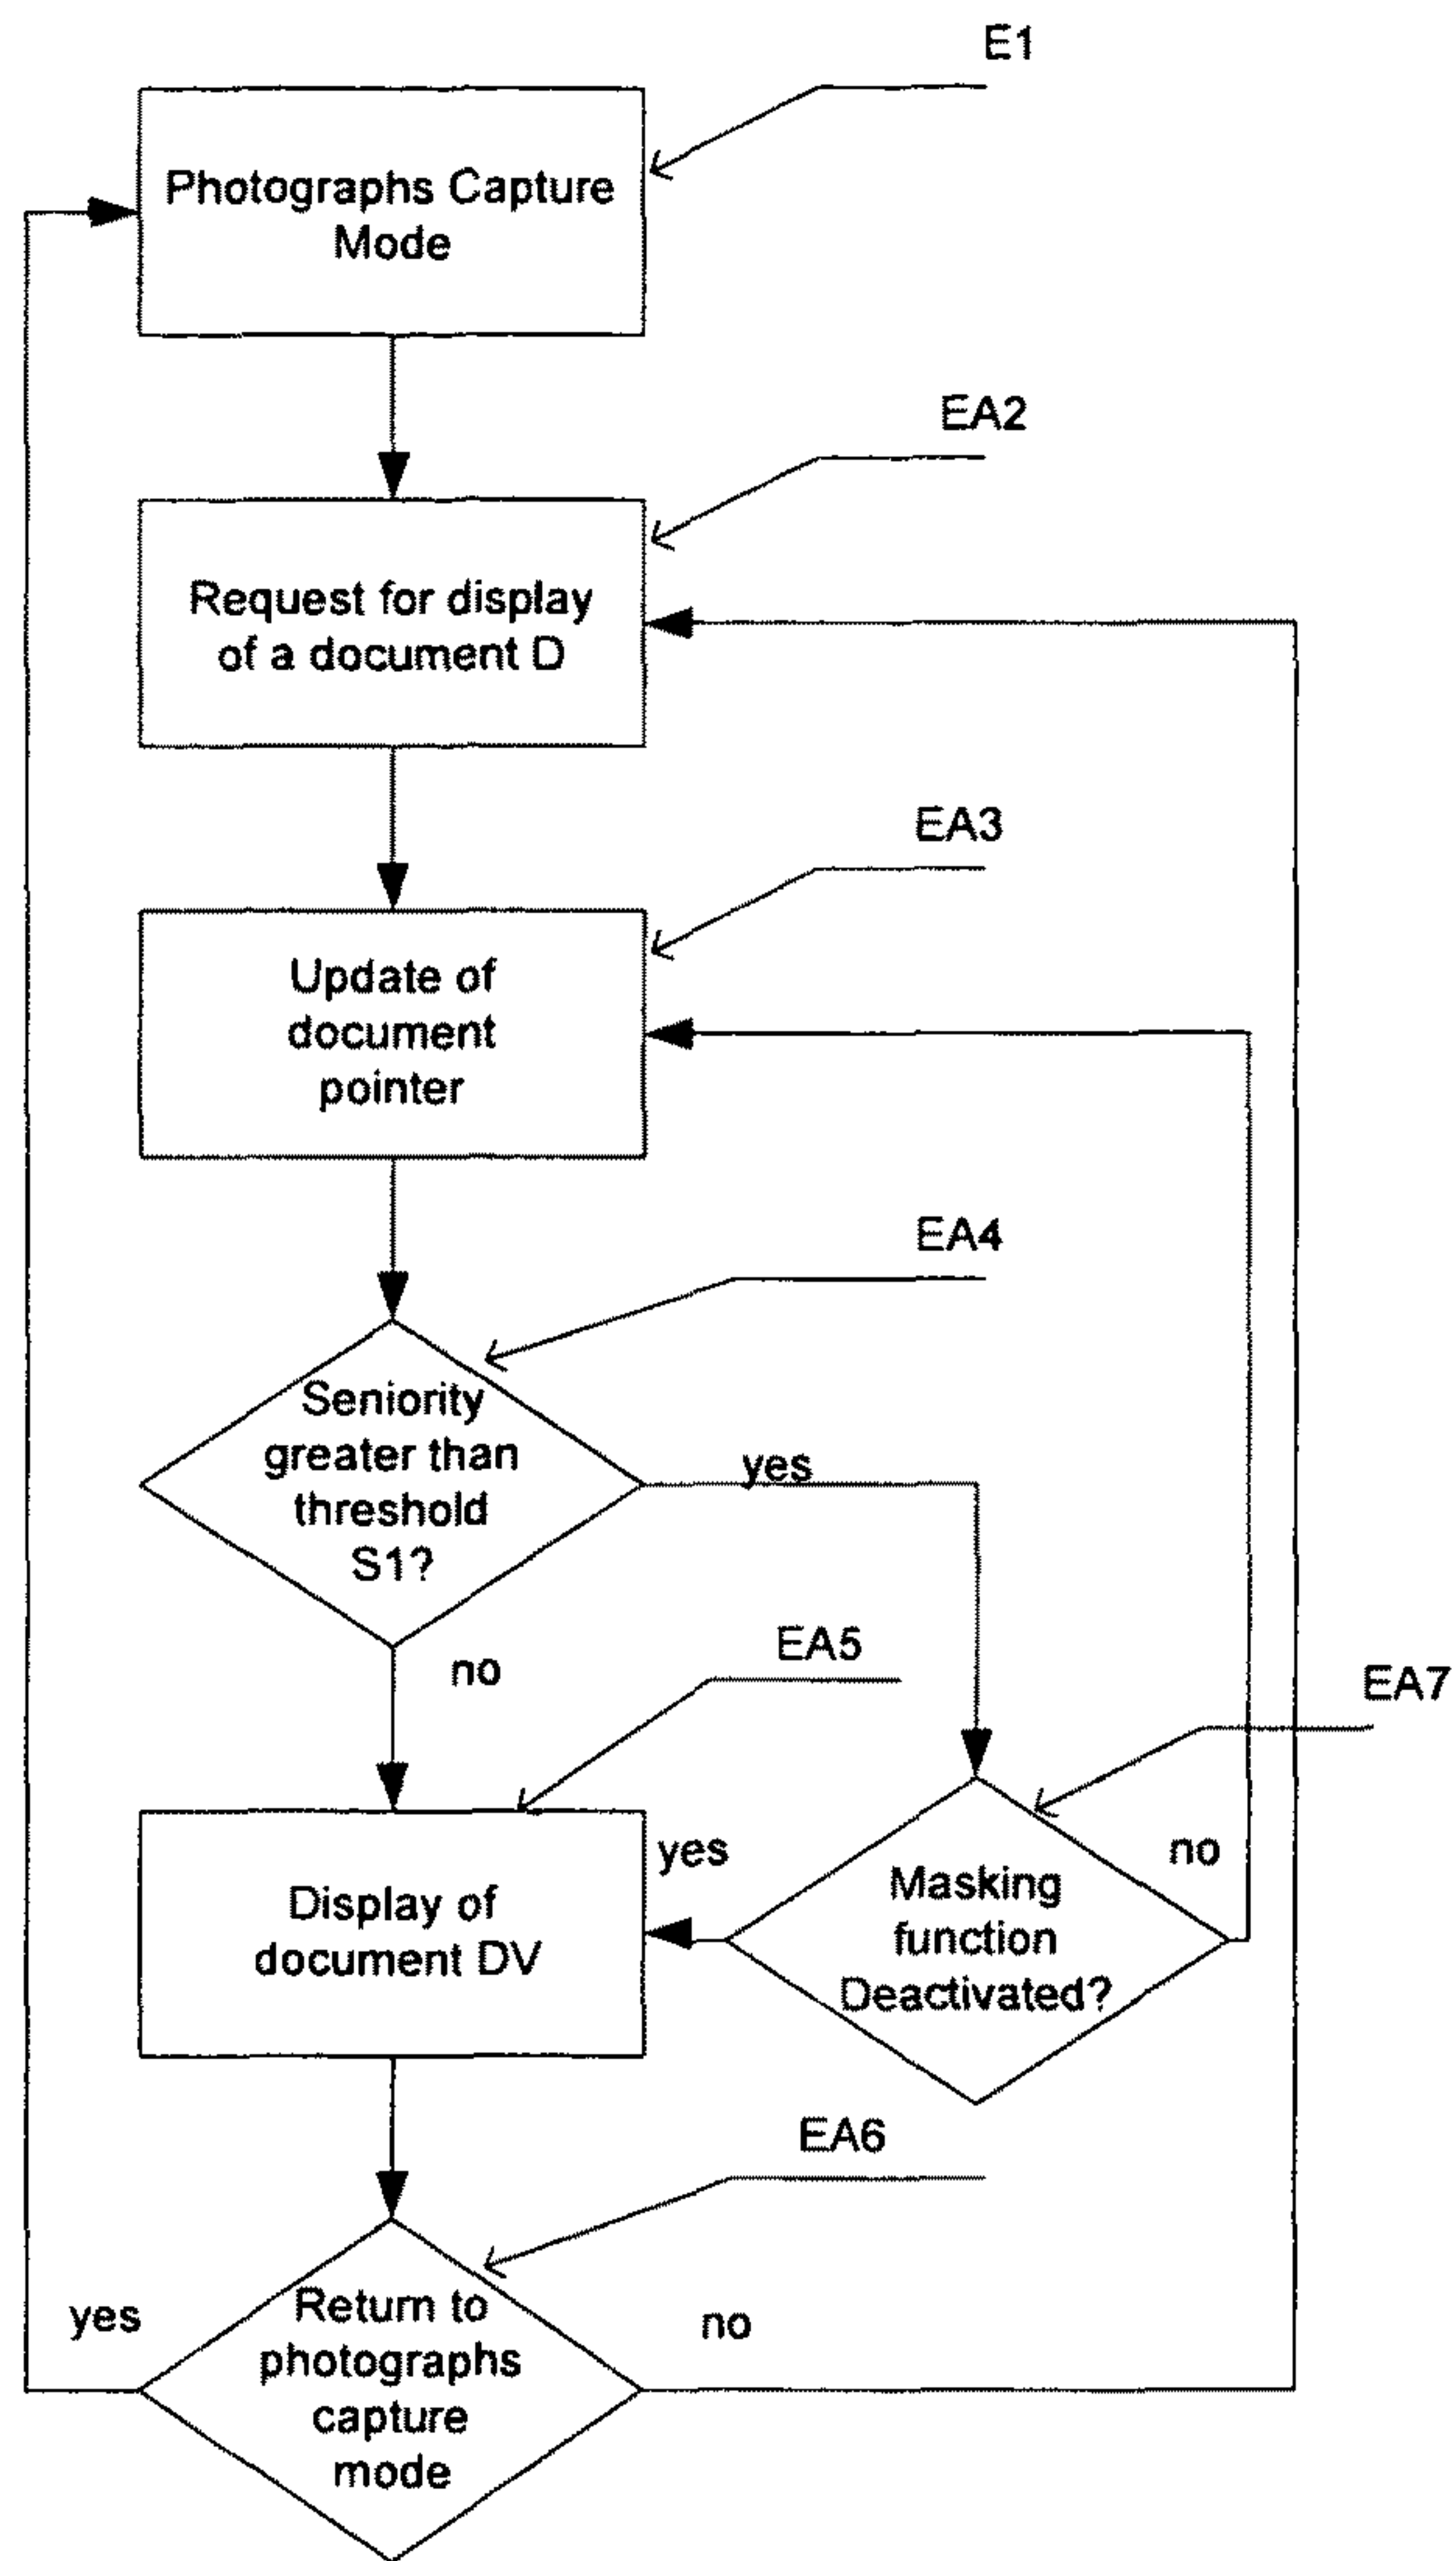 E1
Photographs Capture
Mode
EA2
Request for display
of a document D
EA3
Update of
document
pointer
EA4
Seniority
greater than
threshold
S1?
yes
no
EA5
EA7
Display of
document DV
yes
Masking
function
Deactivated?
no
EA6
yes
Return to
photographs
capture
mode
no